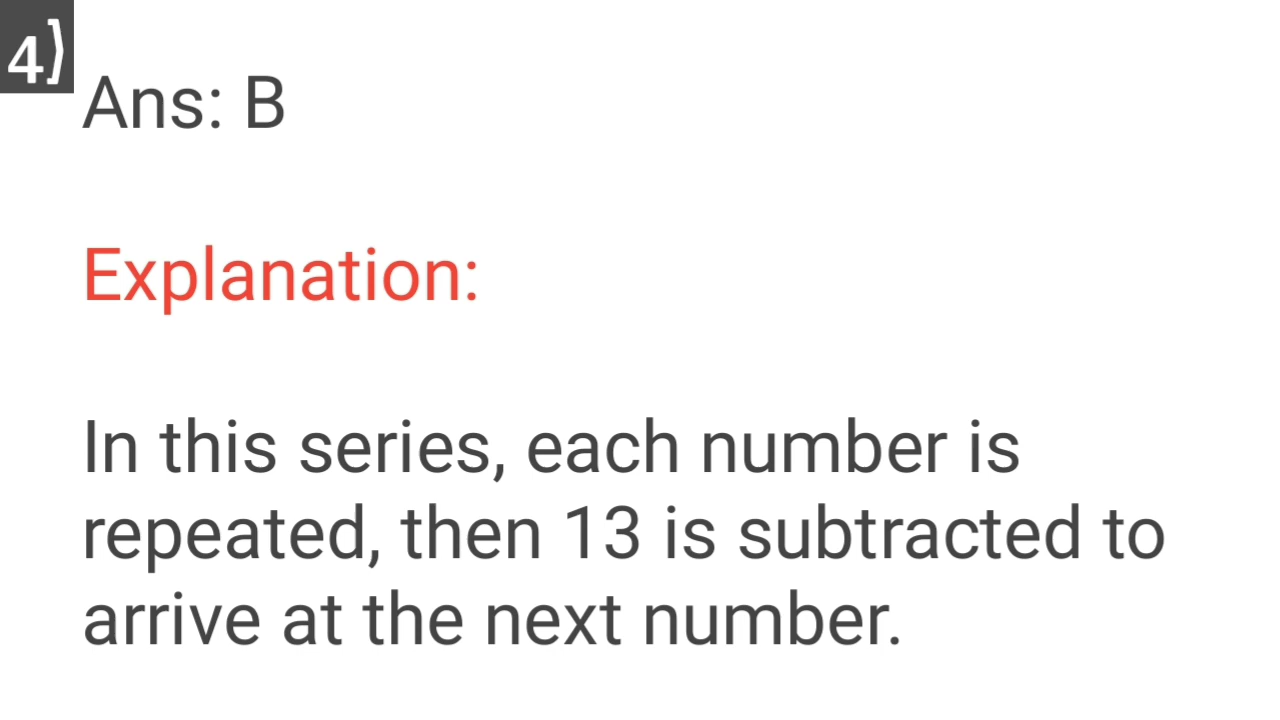 4)
Ans: B
Explanation:
In this series, each number is
repeated, then 13 is subtracted to
arrive at the next number.